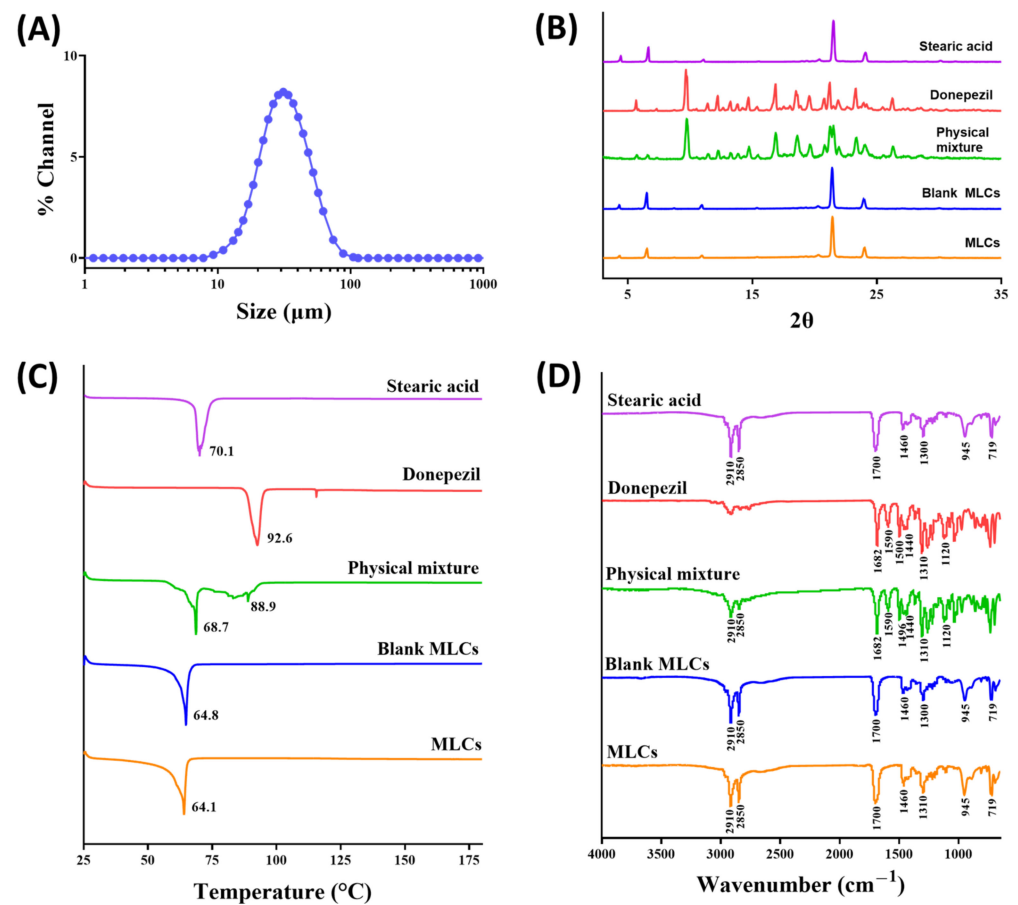 (A)
10
5
0
% Channel
1
10
100
1000
Size (µm)
(B)
Stearic acid
Donepezil
Physical
mixture
Blank MLCs
MLCs
5
15
25
35
2θ
(C)
Stearic acid
70.1
Donepezil
92.6
Physical mixture
88.9
68.7
Blank MLCs
64.8
MLCs
64.1
25
50
75
100
125
150
175
Temperature (°C)
(D)
Stearic acid
2910
2850
1700
1460
1300
945
719
Donepezil
1682
1590
1500
1440
1310
1120
Physical mixture
2910
2850
1682
1590
1496
1440
1310
1120
Blank MLCs
2910
2850
1700
1460
1300
945
719
MLCs
2910
2850
1700
1460
1310
945
719
4000
3000
2000
1000
Wavenumber (cm−1)